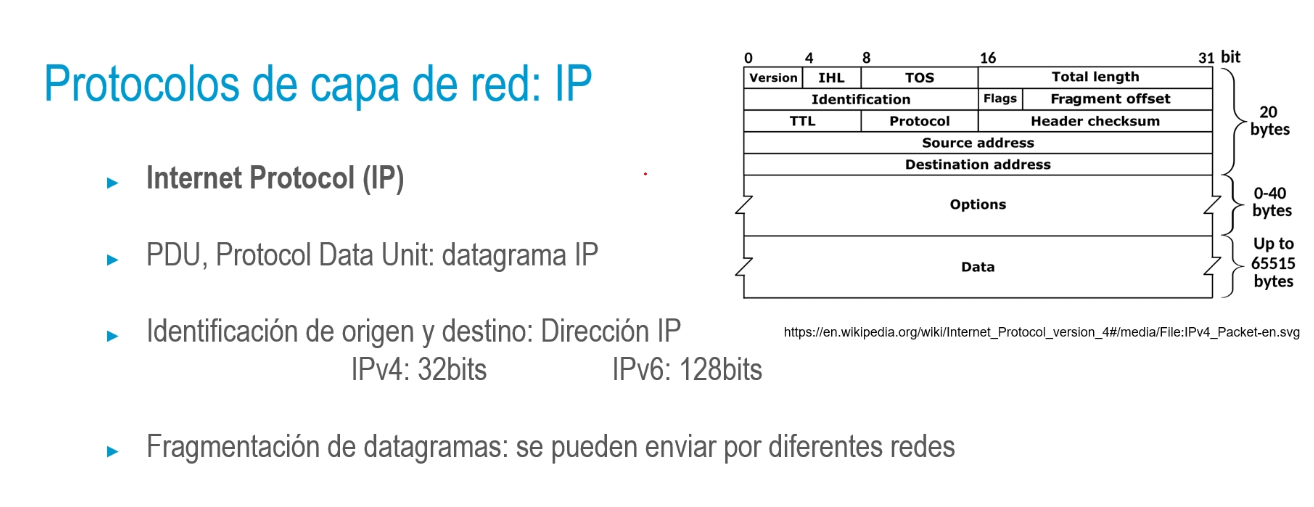 Protocolos de capa de red: IP
Internet Protocol (IP)
PDU, Protocol Data Unit: datagrama IP
Identificación de origen y destino: Dirección IP
IPv4: 32bits IPv6: 128bits
Fragmentación de datagramas: se pueden enviar por diferentes redes
0 4 8 16 31 bit
Version IHL TOS Total length
Identification Flags Fragment offset
TTL Protocol Header checksum
Source address
Destination address
20
bytes
Options
0-40
bytes
Data
Up to
65515
bytes
https://en.wikipedia.org/wiki/Internet_Protocol_version_4#/media/File:IPv4_Packet-en.svg